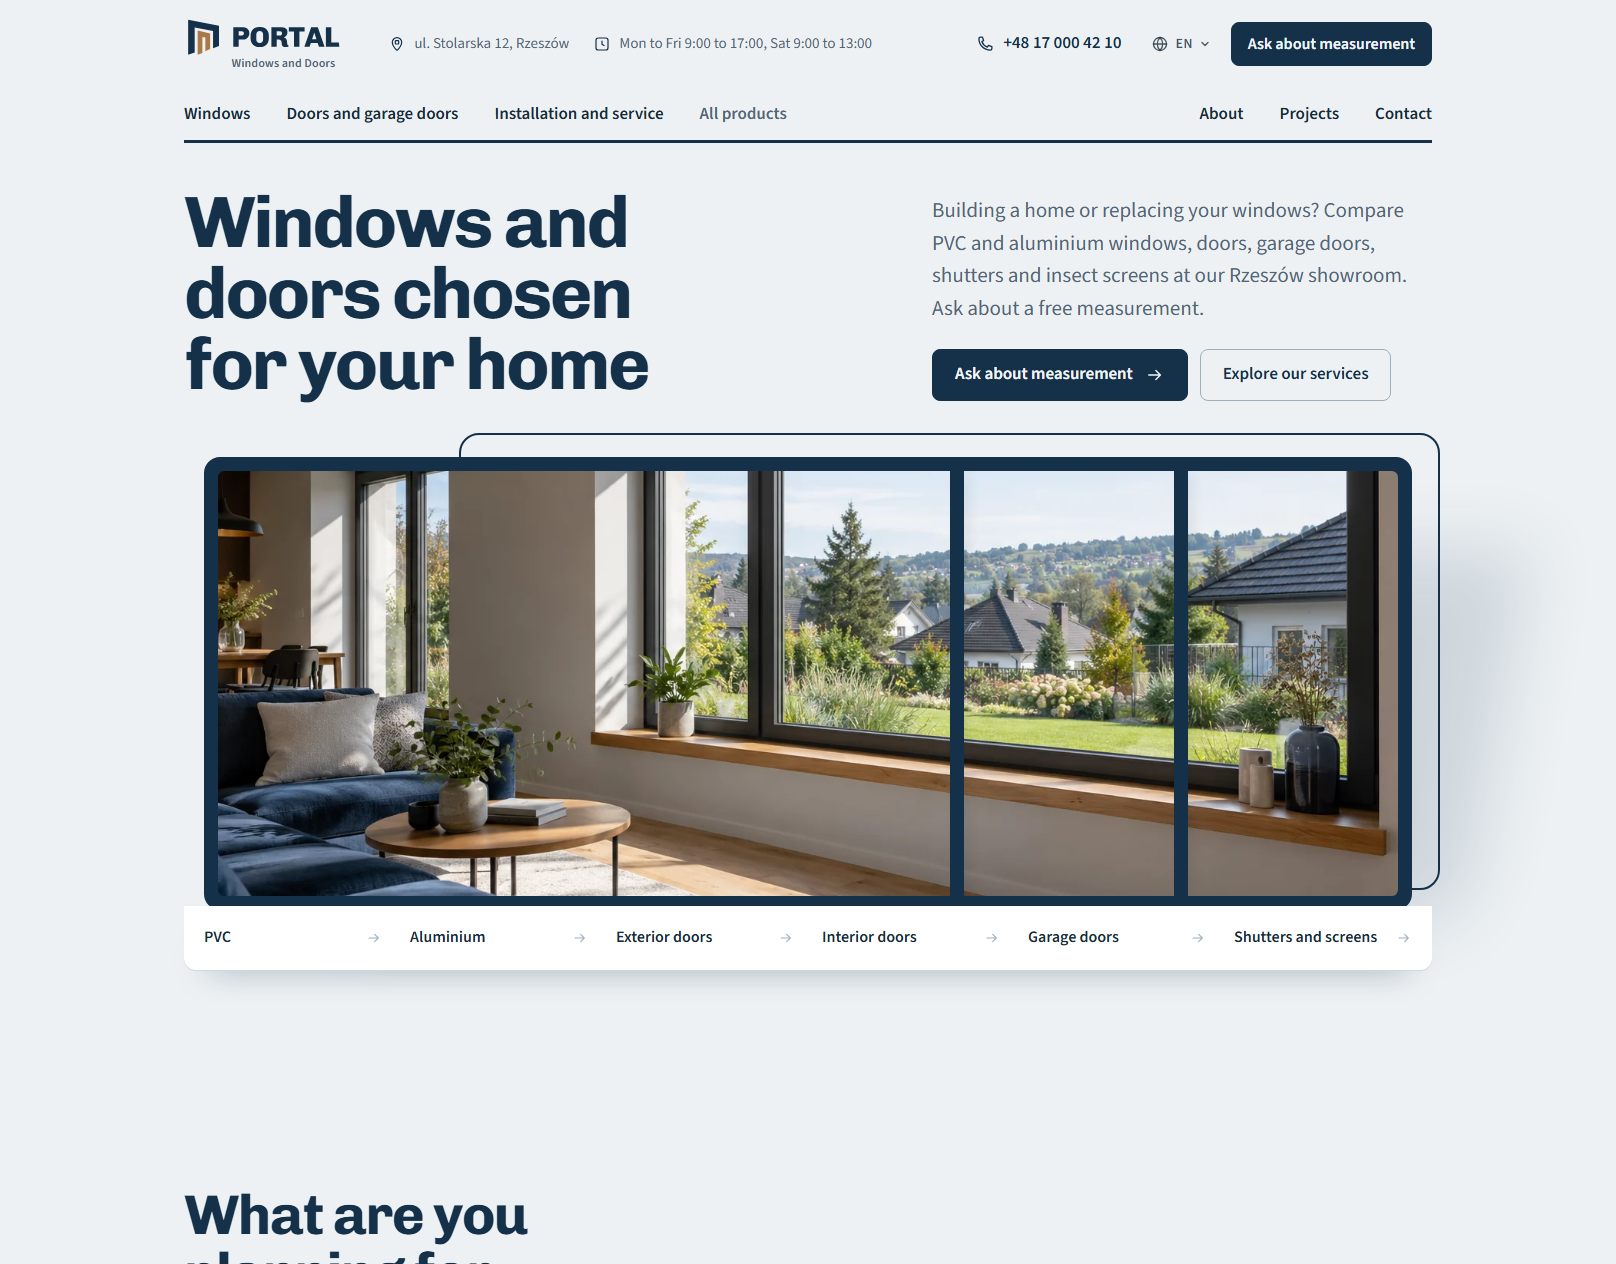 PORTAL
Windows and Doors
ul. Stolarska 12, Rzeszów
Mon to Fri 9:00 to 17:00, Sat 9:00 to 13:00
+48 17 000 42 10
EN
Ask about measurement
Windows
Doors and garage doors
Installation and service
All products
About
Projects
Contact
Windows and
doors chosen
for your home
Building a home or replacing your windows? Compare
PVC and aluminium windows, doors, garage doors,
shutters and insect screens at our Rzeszów showroom.
Ask about a free measurement.
Ask about measurement
Explore our services
PVC
Aluminium
Exterior doors
Interior doors
Garage doors
Shutters and screens
What are you
planning for